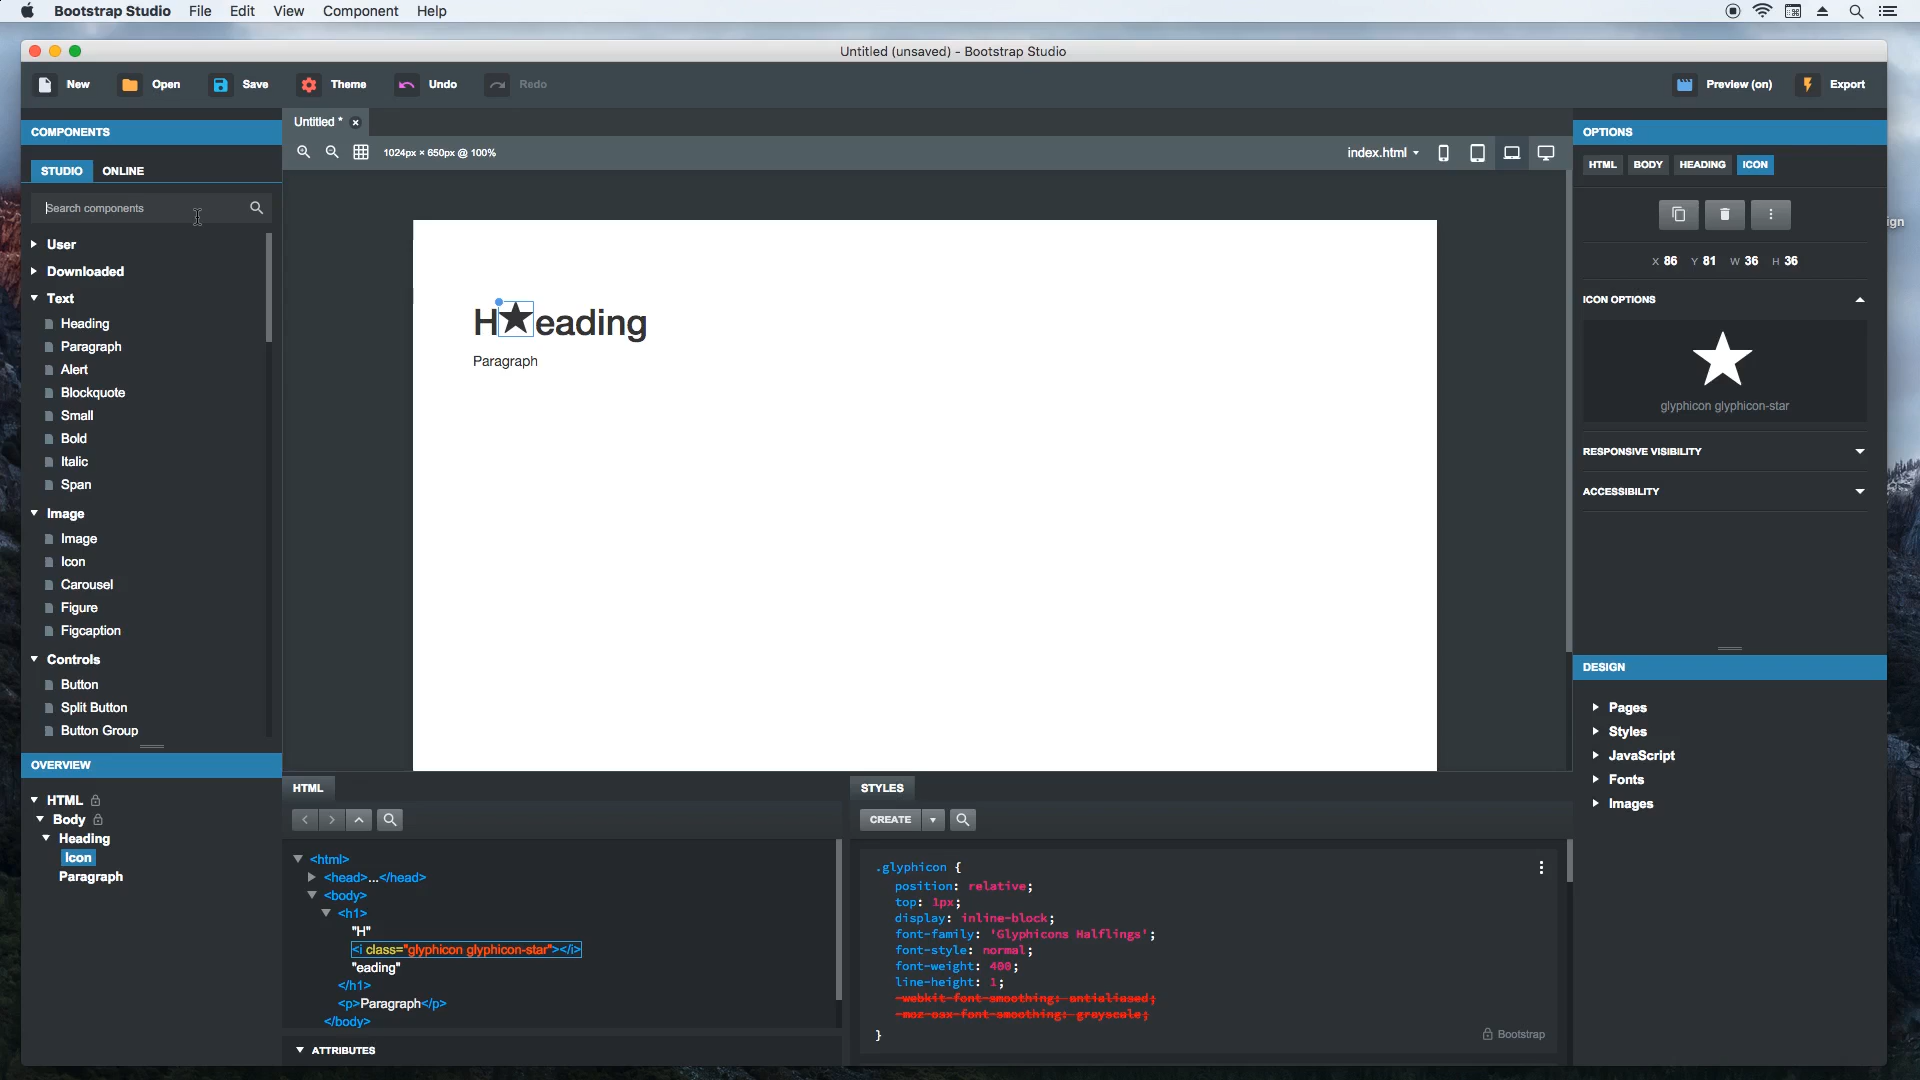 Bootstrap Studio File Edit View Component Help
Untitled (unsaved) - Bootstrap Studio
New Open Save Theme Undo Redo Preview (on) Export
COMPONENTS
STUDIO ONLINE
Search components
User
Downloaded
Text
Heading
Paragraph
Alert
Blockquote
Small
Bold
Italic
Span
Image
Image
Icon
Carousel
Figure
Figcaption
Controls
Button
Split Button
Button Group
OVERVIEW
HTML
Body
Heading
Icon
Paragraph
Untitled *
1024px × 650px @ 100%
index.html
H★eading
Paragraph
HTML
<html>
<head>...</head>
<body>
<h1>
"H"
<i class="glyphicon glyphicon-star"></i>
"eading"
</h1>
<p>Paragraph</p>
</body>
ATTRIBUTES
STYLES
CREATE
.glyphicon {
position: relative;
top: 1px;
display: inline-block;
font-family: 'Glyphicons Halflings';
font-style: normal;
font-weight: 400;
line-height: 1;
-webkit-font-smoothing: antialiased;
-moz-osx-font-smoothing: grayscale;
}
Bootstrap
OPTIONS
HTML BODY HEADING ICON
X 86 Y 81 W 36 H 36
ICON OPTIONS
glyphicon glyphicon-star
RESPONSIVE VISIBILITY
ACCESSIBILITY
DESIGN
Pages
Styles
JavaScript
Fonts
Images
ign